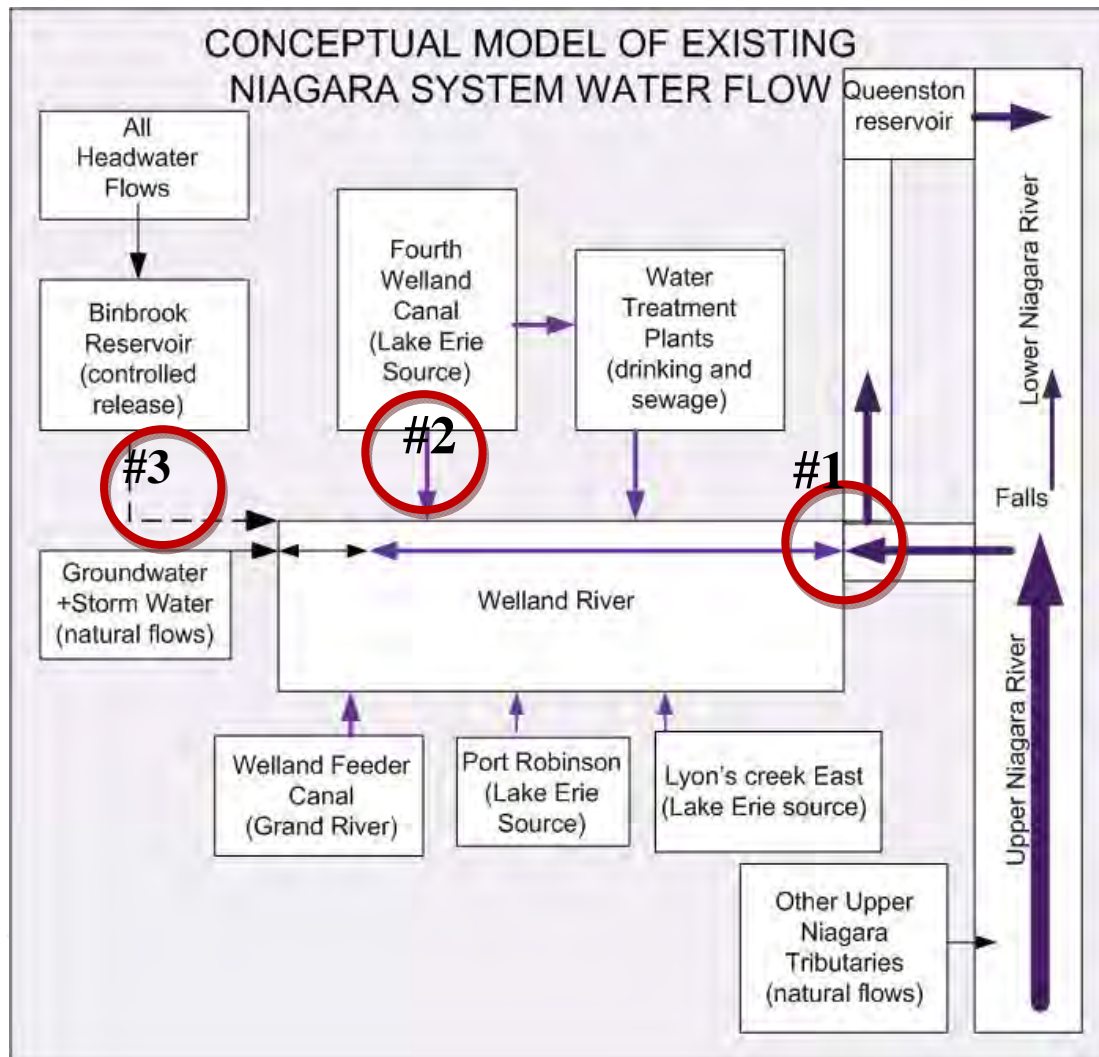 CONCEPTUAL MODEL OF EXISTING
NIAGARA SYSTEM WATER FLOW
Queenston
reservoir
All
Headwater
Flows
Binbrook
Reservoir
(controlled
release)
Fourth
Welland
Canal
(Lake Erie
Source)
Water
Treatment
Plants
(drinking and
sewage)
Lower Niagara River
#3
#2
#1
Falls
Groundwater
+Storm Water
(natural flows)
Welland River
Upper Niagara River
Welland Feeder
Canal
(Grand River)
Port Robinson
(Lake Erie
Source)
Lyon's creek East
(Lake Erie source)
Other Upper
Niagara
Tributaries
(natural flows)